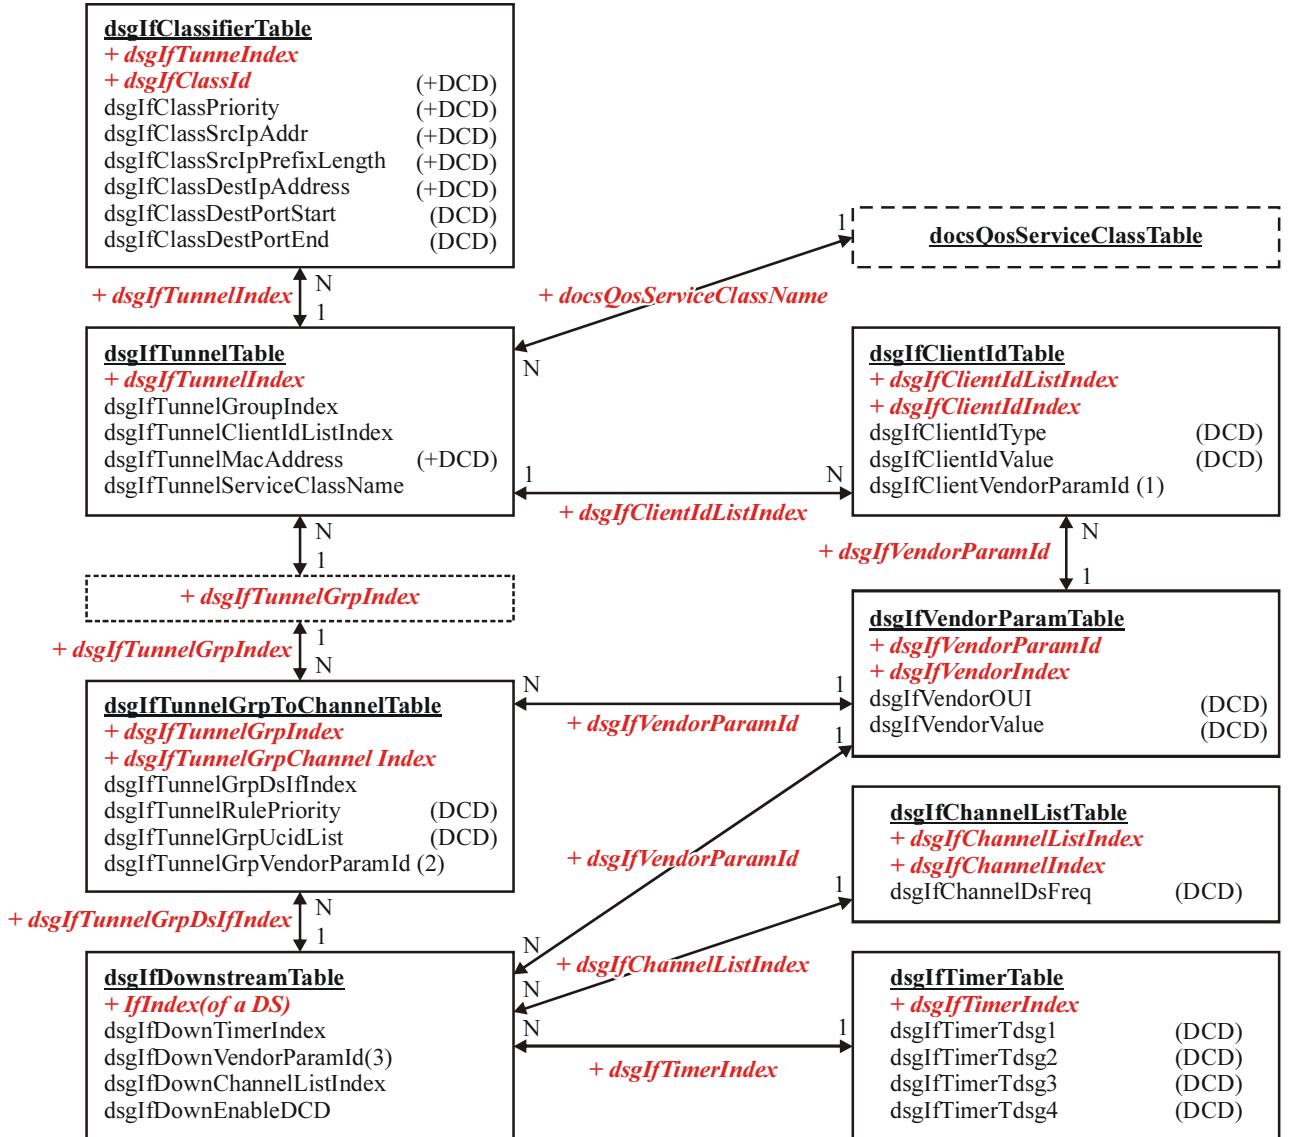 dsgIfClassifierTable
+ dsgIfTunneIndex
+ dsgIfClassId (+DCD)
dsgIfClassPriority (+DCD)
dsgIfClassSrcIpAddr (+DCD)
dsgIfClassSrcIpPrefixLength (+DCD)
dsgIfClassDestIpAddress (+DCD)
dsgIfClassDestPortStart (DCD)
dsgIfClassDestPortEnd (DCD)
1
docsQosServiceClassTable
+ dsgIfTunnelIndex
N
1
+ docsQosServiceClassName
N
dsgIfTunnelTable
+ dsgIfTunnelIndex
dsgIfTunnelGroupIndex
dsgIfTunnelClientIdListIndex
dsgIfTunnelMacAddress (+DCD)
dsgIfTunnelServiceClassName
dsgIfClientIdTable
+ dsgIfClientIdListIndex
+ dsgIfClientIdIndex
dsgIfClientIdType (DCD)
dsgIfClientIdValue (DCD)
dsgIfClientVendorParamId (1)
1
N
+ dsgIfClientIdListIndex
N
1
+ dsgIfVendorParamId
N
1
+ dsgIfTunnelGrpIndex
+ dsgIfTunnelGrpIndex
1
N
dsgIfVendorParamTable
+ dsgIfVendorParamId
+ dsgIfVendorIndex
dsgIfVendorOUI (DCD)
dsgIfVendorValue (DCD)
dsgIfTunnelGrpToChannelTable
+ dsgIfTunnelGrpIndex
+ dsgIfTunnelGrpChannel Index
dsgIfTunnelGrpDsIfIndex
dsgIfTunnelRulePriority (DCD)
dsgIfTunnelGrpUcidList (DCD)
dsgIfTunnelGrpVendorParamId (2)
N
1
+ dsgIfVendorParamId
1
+ dsgIfVendorParamId
N
dsgIfChannelListTable
+ dsgIfChannelListIndex
+ dsgIfChannelIndex
dsgIfChannelDsFreq (DCD)
1
+ dsgIfChannelListIndex
N
+ dsgIfTunnelGrpDsIfIndex
N
1
dsgIfDownstreamTable
+ IfIndex(of a DS)
dsgIfDownTimerIndex
dsgIfDownVendorParamId(3)
dsgIfDownChannelListIndex
dsgIfDownEnableDCD
N
1
+ dsgIfTimerIndex
dsgIfTimerTable
+ dsgIfTimerIndex
dsgIfTimerTdsg1 (DCD)
dsgIfTimerTdsg2 (DCD)
dsgIfTimerTdsg3 (DCD)
dsgIfTimerTdsg4 (DCD)